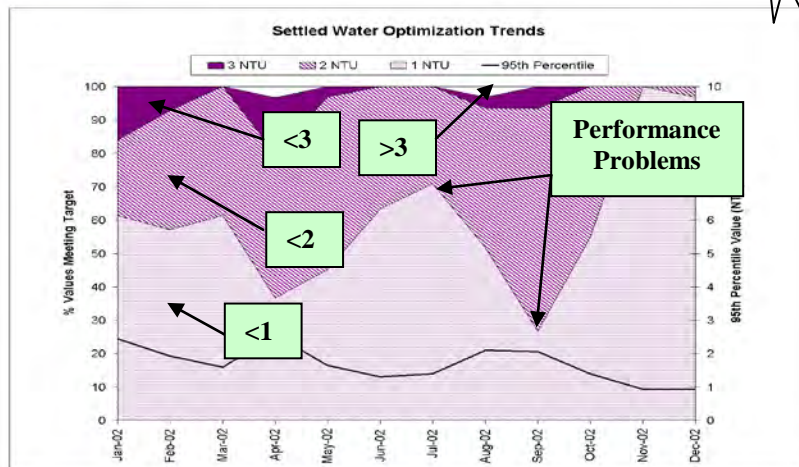 Settled Water Optimization Trends
3 NTU 2 NTU 1 NTU 95th Percentile
100
90
80
70
60
50
40
30
20
10
0
% Values Meeting Target
10
6
5
4
3
2
1
0
95th Percentile Value (NT
<3
>3
Performance
Problems
<2
<1
Jan-02
Feb-02
Mar-02
Apr-02
May-02
Jun-02
Jul-02
Aug-02
Sep-02
Oct-02
Nov-02
Dec-02